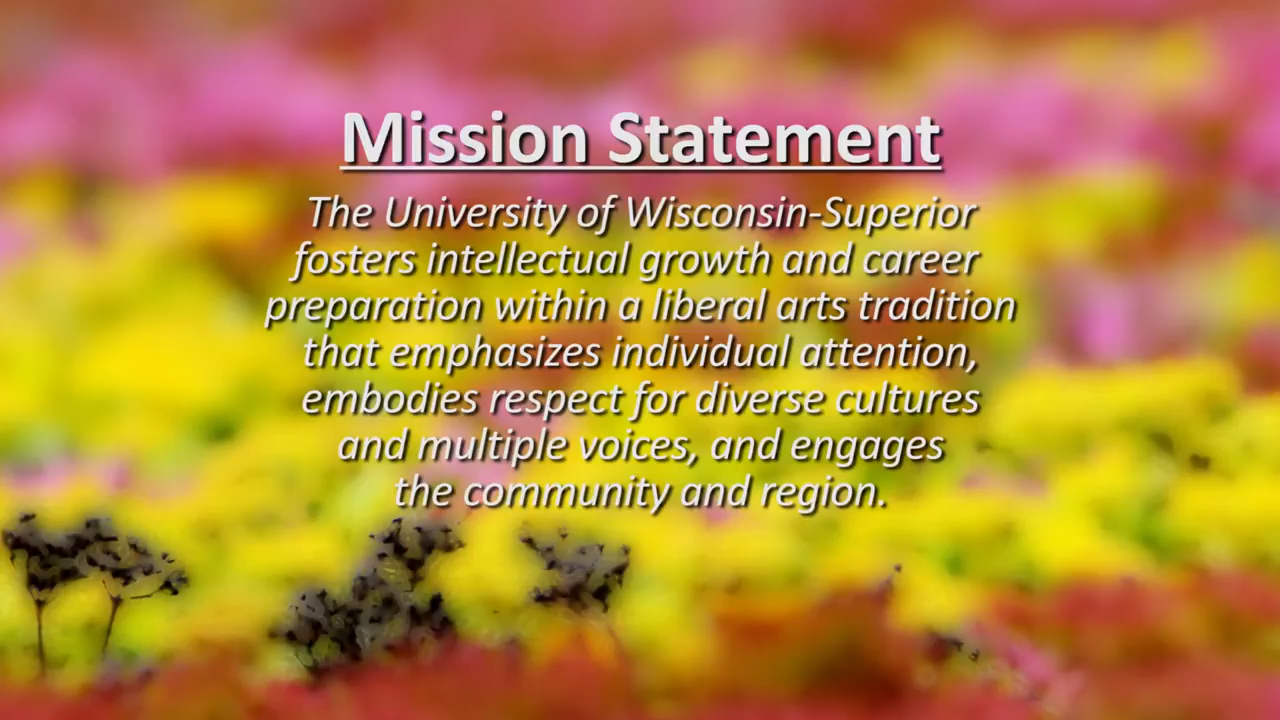 Mission Statement
The University of Wisconsin-Superior
fosters intellectual growth and career
preparation within a liberal arts tradition
that emphasizes individual attention,
embodies respect for diverse cultures
and multiple voices, and engages
the community and region.